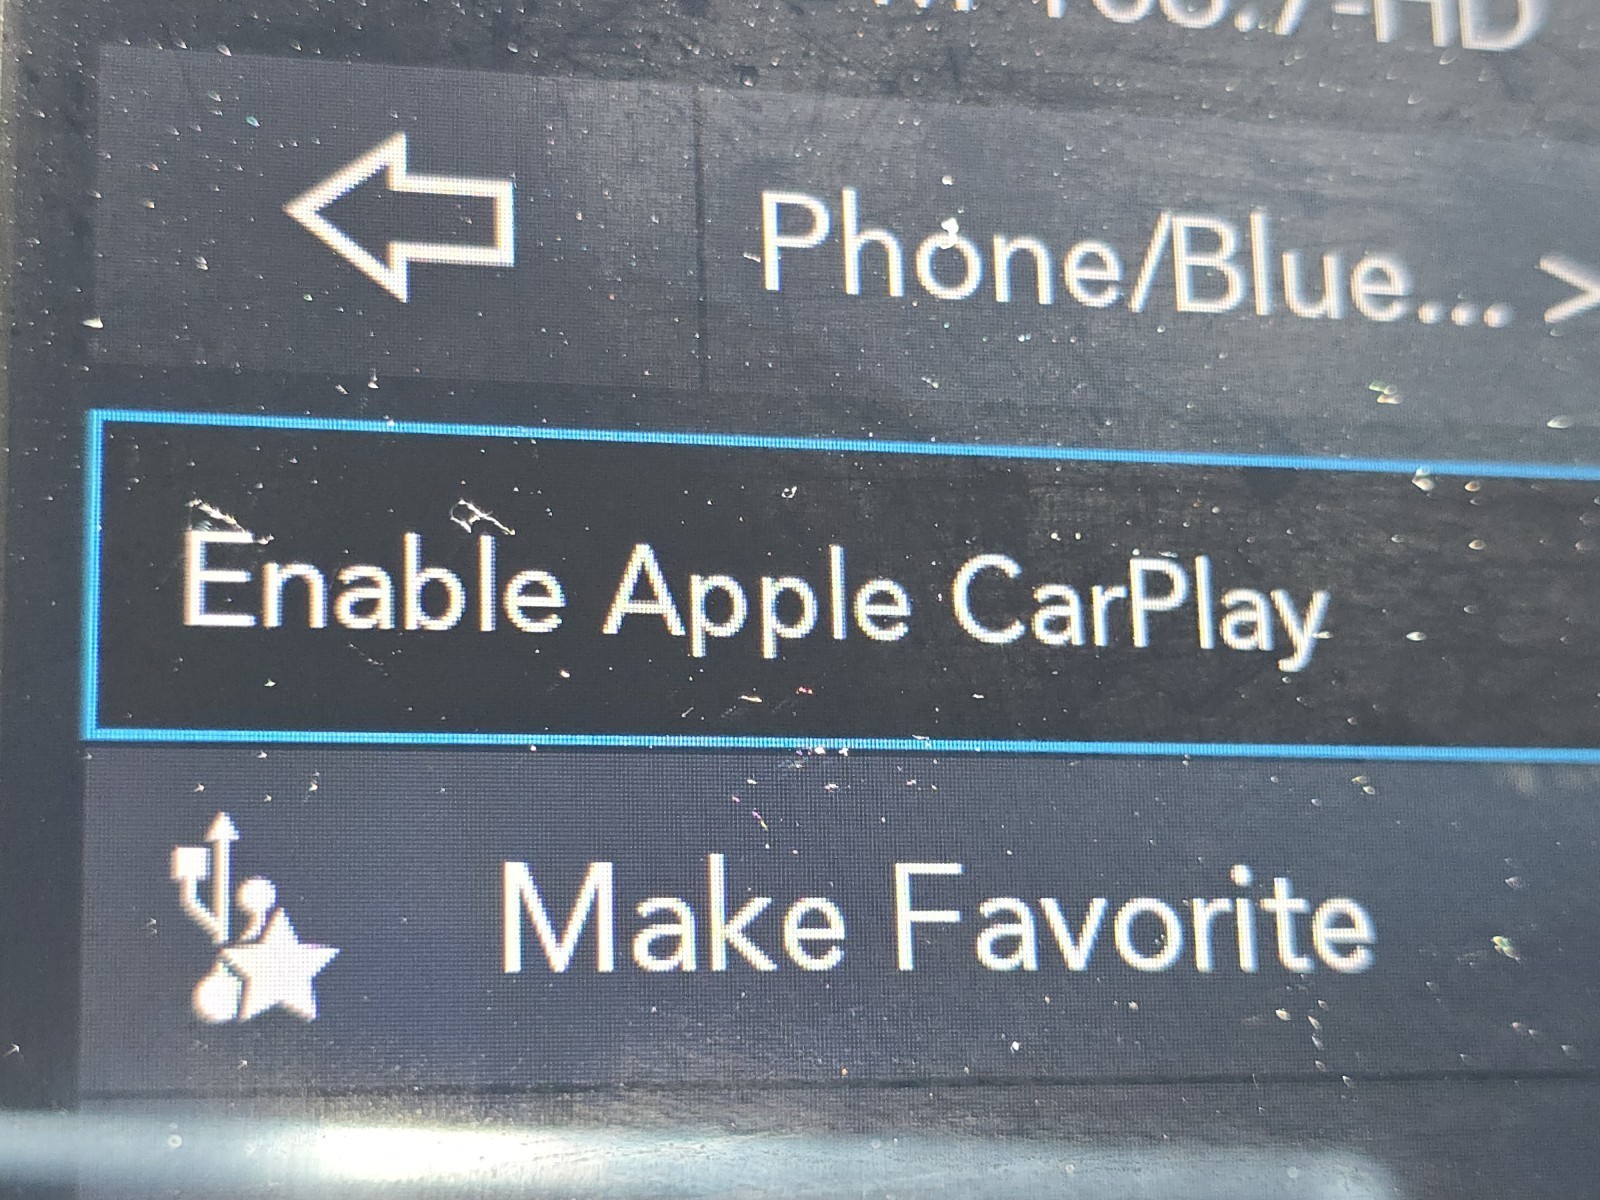 Phone/Blue... >
Enable Apple CarPlay
Make Favorite